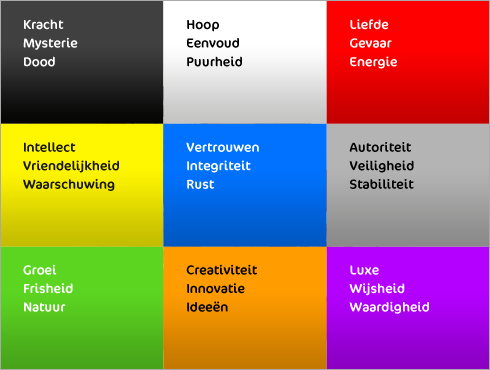 Kracht
Mysterie
Dood
Hoop
Eenvoud
Puurheid
Liefde
Gevaar
Energie
Intellect
Vriendelijkheid
Waarschuwing
Vertrouwen
Integriteit
Rust
Autoriteit
Veiligheid
Stabiliteit
Groei
Frisheid
Natuur
Creativiteit
Innovatie
Ideeën
Luxe
Wijsheid
Waardigheid